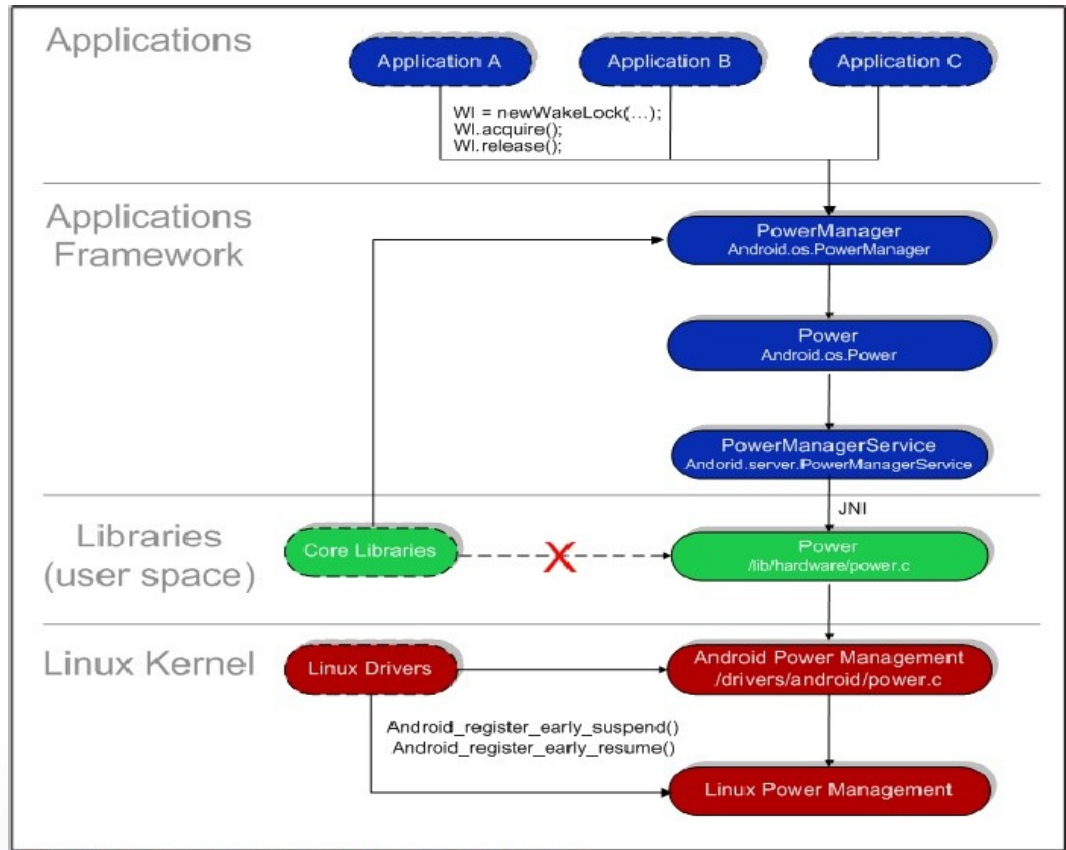 Applications
Application A
Application B
Application C
Wl = newWakeLock(…);
Wl.acquire();
Wl.release();
Applications
Framework
PowerManager
Android.os.PowerManager
Power
Android.os.Power
PowerManagerService
Andorid.server.PowerManagerService
JNI
Libraries
(user space)
Core Libraries
X
Power
/lib/hardware/power.c
Linux Kernel
Linux Drivers
Android Power Management
/drivers/android/power.c
Android_register_early_suspend()
Android_register_early_resume()
Linux Power Management